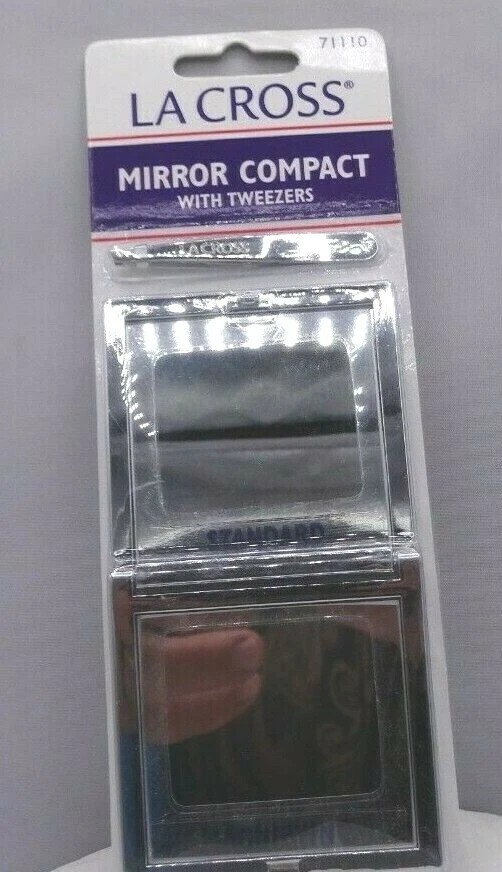 71110
LA CROSS®
MIRROR COMPACT
WITH TWEEZERS
LA CROSS
STANDARD